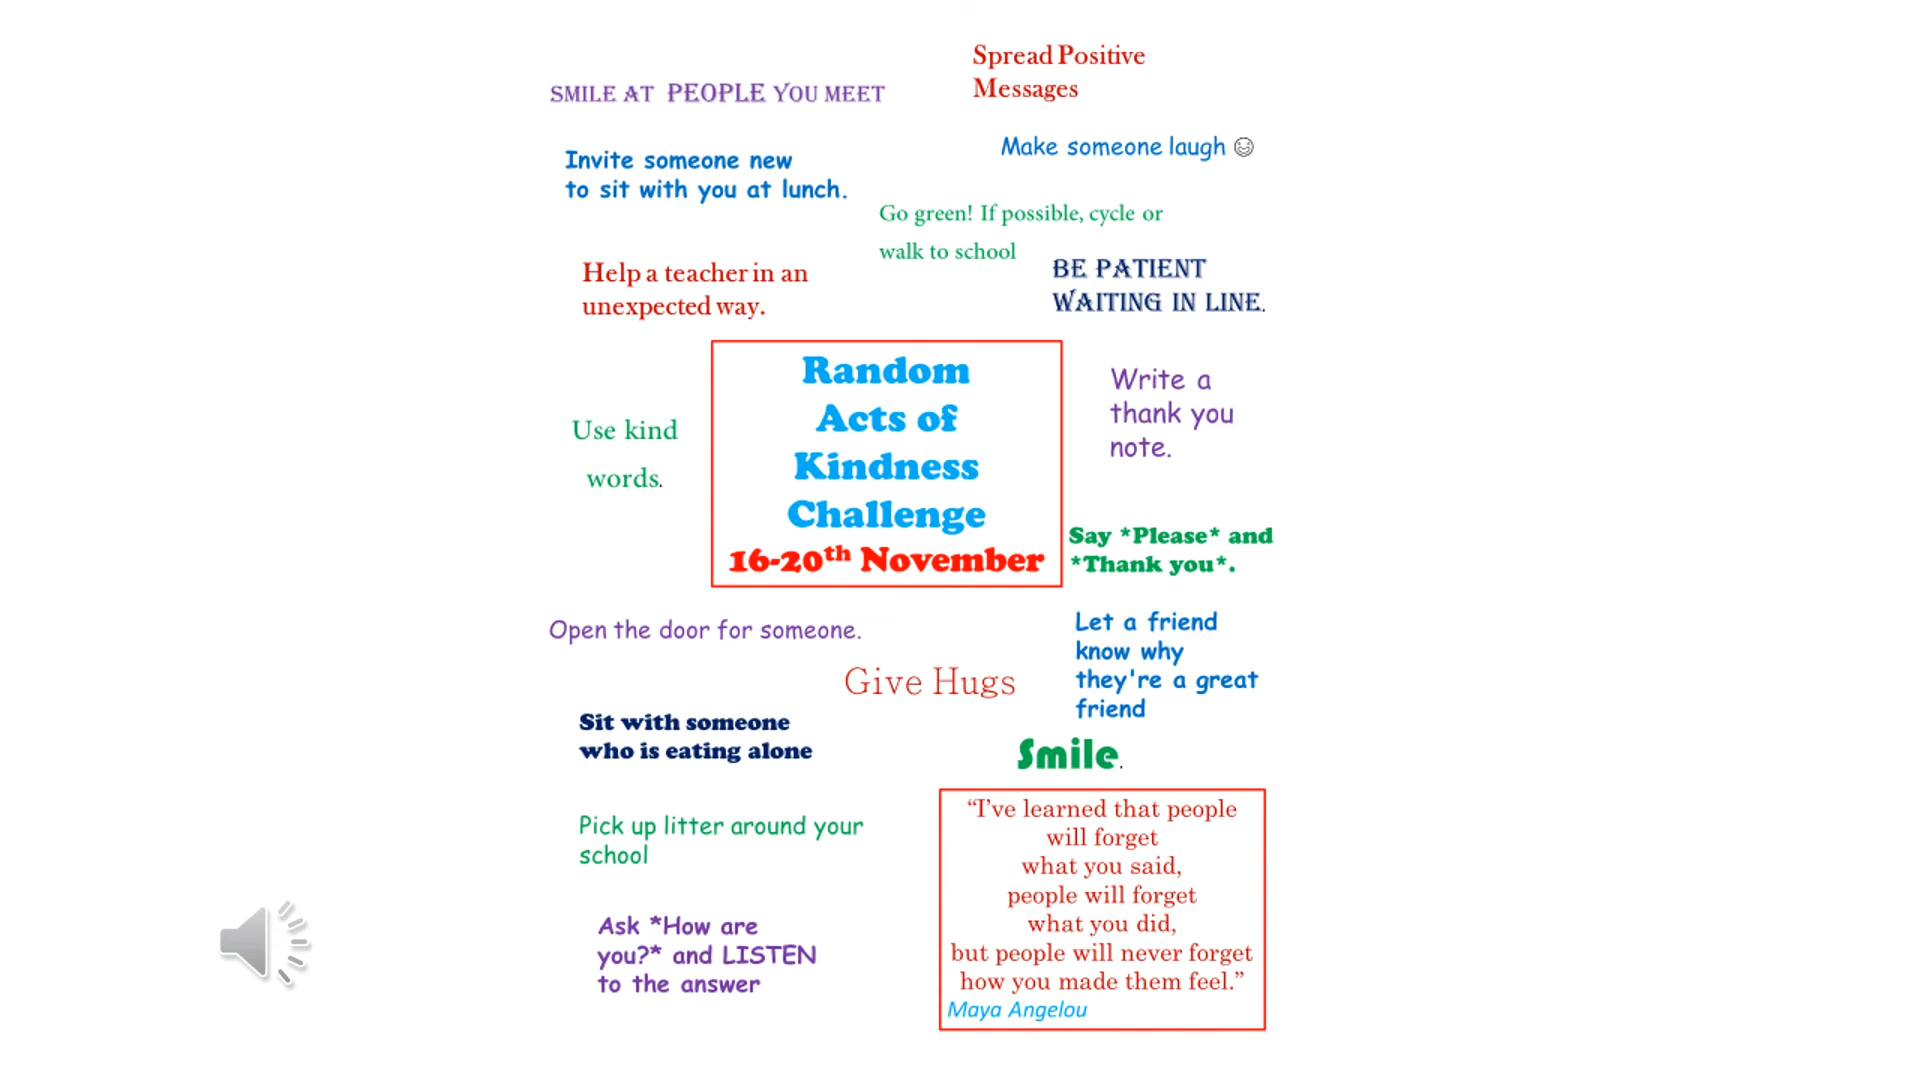 Spread Positive
Messages
SMILE AT PEOPLE YOU MEET
Make someone laugh ☺
Invite someone new
to sit with you at lunch.
Go green! If possible, cycle or
walk to school
Help a teacher in an
unexpected way.
BE PATIENT
WAITING IN LINE.
Random
Acts of
Kindness
Challenge
16-20th November
Use kind
words.
Write a
thank you
note.
Say *Please* and
*Thank you*.
Open the door for someone.
Let a friend
know why
they're a great
friend
Give Hugs
Sit with someone
who is eating alone
Smile.
Pick up litter around your
school
Ask *How are
you?* and LISTEN
to the answer
“I’ve learned that people
will forget
what you said,
people will forget
what you did,
but people will never forget
how you made them feel.”
Maya Angelou